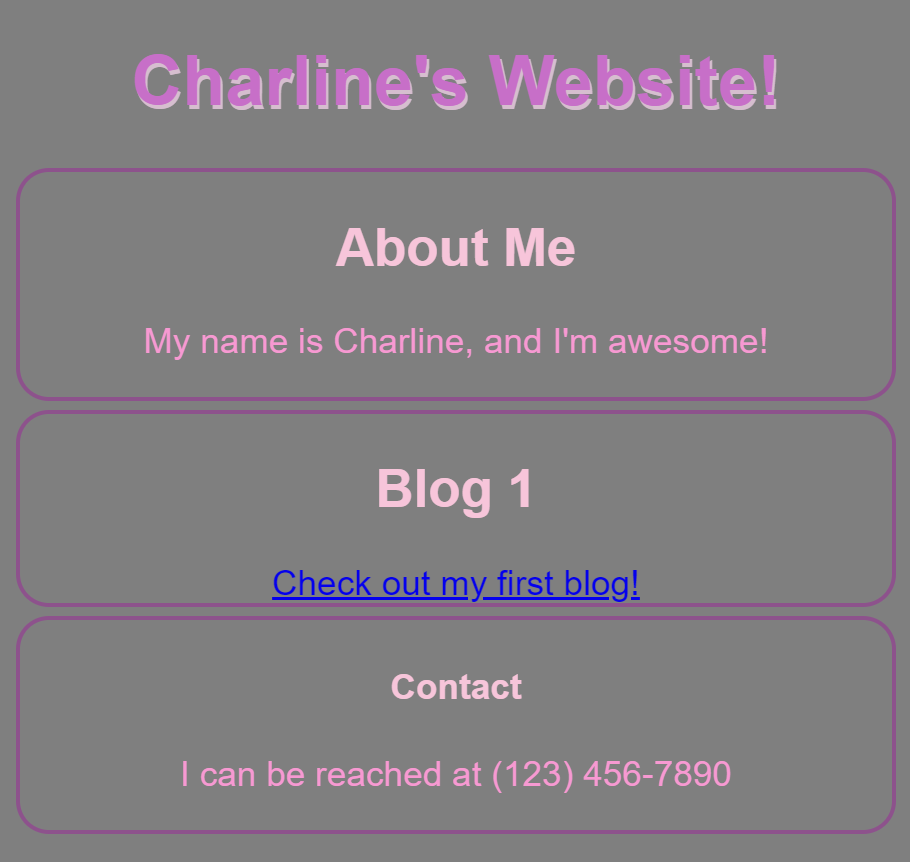 Charline's Website!
About Me
My name is Charline, and I'm awesome!
Blog 1
Check out my first blog!
Contact
I can be reached at (123) 456-7890